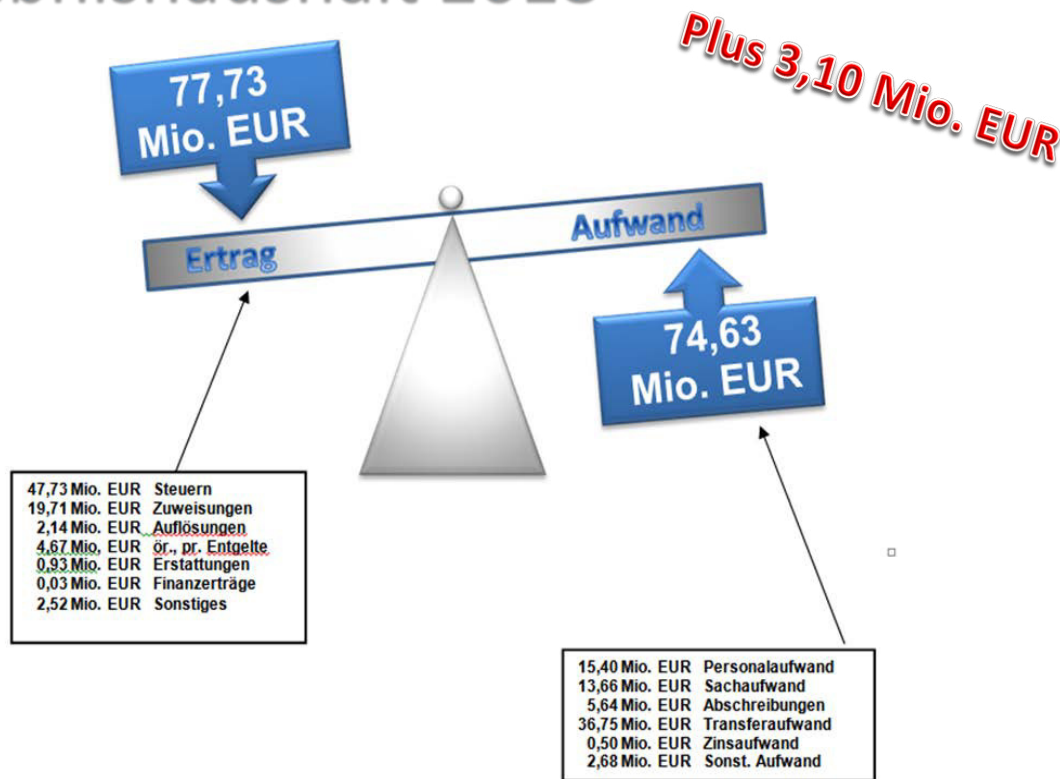 Plus 3,10 Mio. EUR
77,73
Mio. EUR
Ertrag
Aufwand
74,63
Mio. EUR
47,73 Mio. EUR Steuern
19,71 Mio. EUR Zuweisungen
2,14 Mio. EUR Auflösungen
4,67 Mio. EUR ör., pr. Entgelte
0,93 Mio. EUR Erstattungen
0,03 Mio. EUR Finanzerträge
2,52 Mio. EUR Sonstiges
15,40 Mio. EUR Personalaufwand
13,66 Mio. EUR Sachaufwand
5,64 Mio. EUR Abschreibungen
36,75 Mio. EUR Transferaufwand
0,50 Mio. EUR Zinsaufwand
2,68 Mio. EUR Sonst. Aufwand